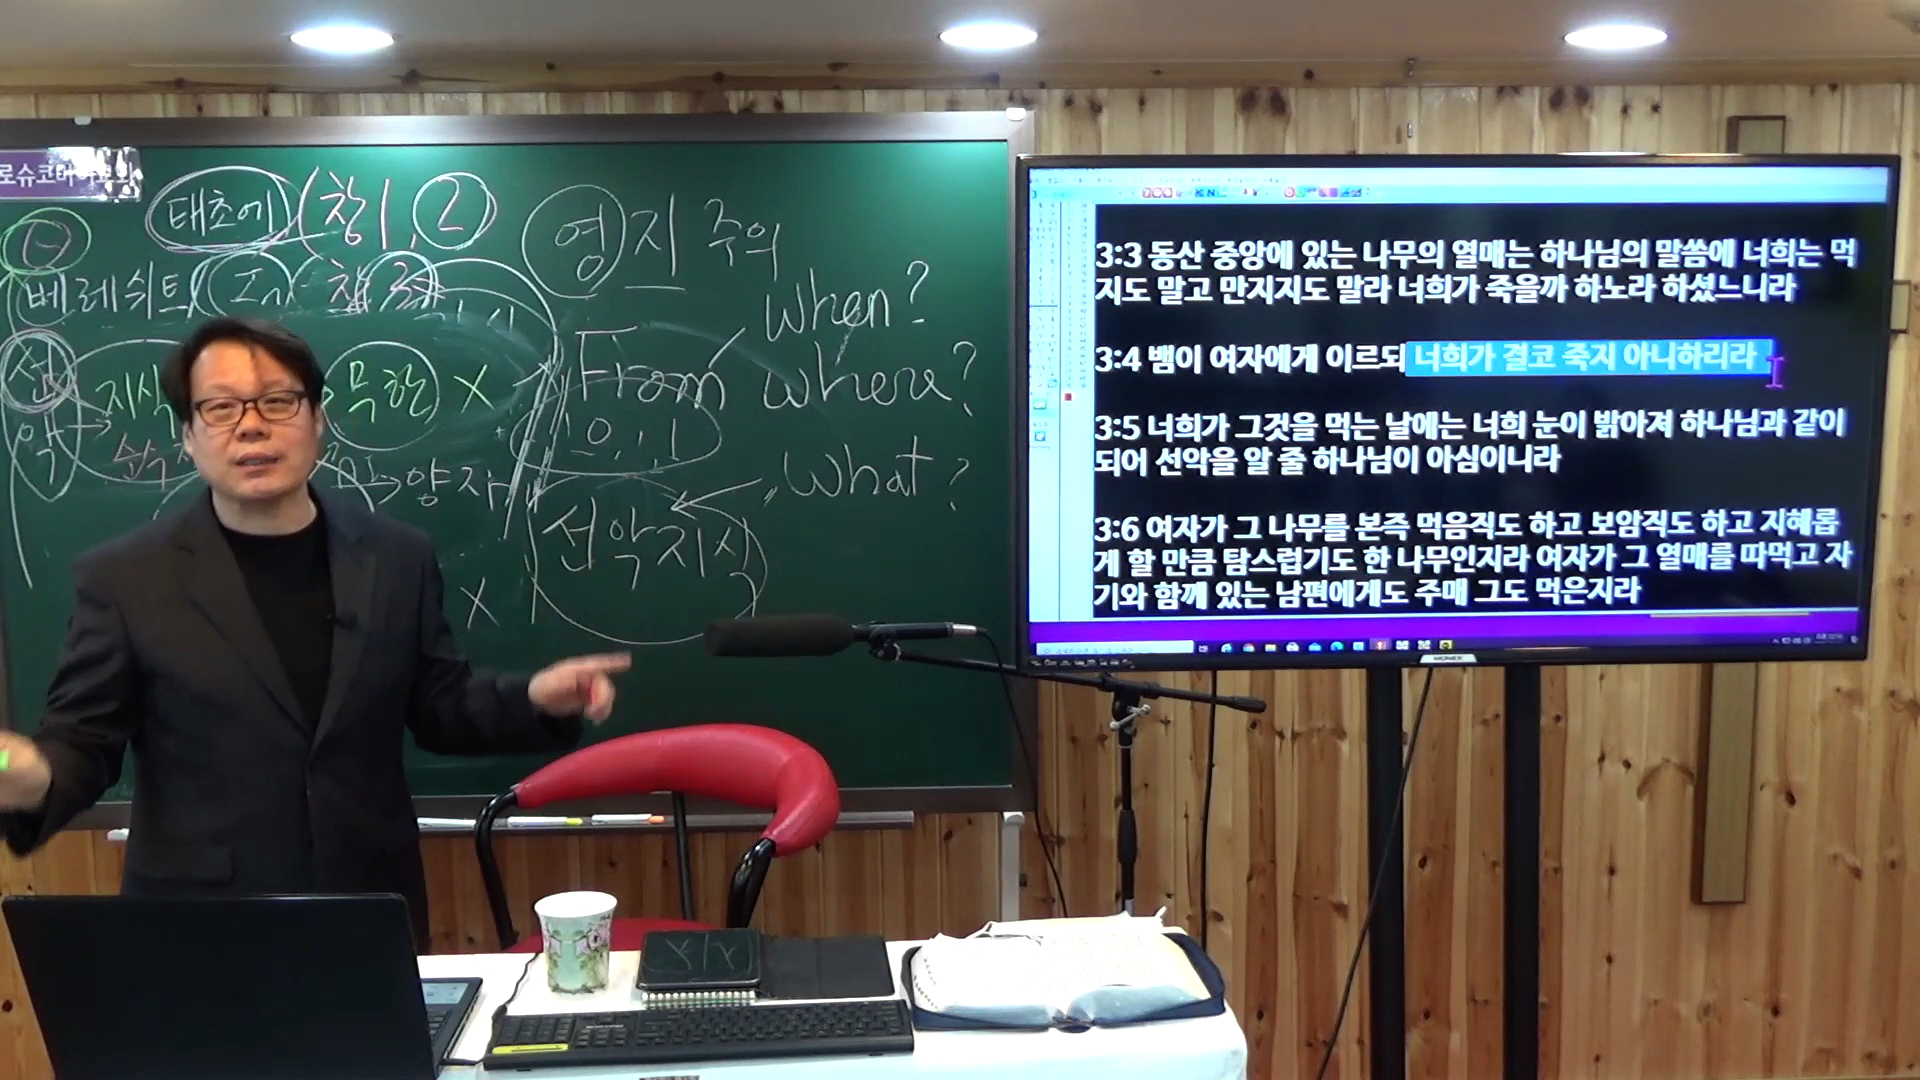 태초에 (창1, 2
영지 주의
베레쉬트 In 창
When?
From where?
선
악
지식
무한 X
0, 1
양자
What?
선악지식
X
3:3 동산 중앙에 있는 나무의 열매는 하나님의 말씀에 너희는 먹
지도 말고 만지지도 말라 너희가 죽을까 하노라 하셨느니라
3:4 뱀이 여자에게 이르되 너희가 결코 죽지 아니하리라
3:5 너희가 그것을 먹는 날에는 너희 눈이 밝아져 하나님과 같이
되어 선악을 알 줄 하나님이 아심이니라
3:6 여자가 그 나무를 본즉 먹음직도 하고 보암직도 하고 지혜롭
게 할 만큼 탐스럽기도 한 나무인지라 여자가 그 열매를 따먹고 자
기와 함께 있는 남편에게도 주매 그도 먹은지라